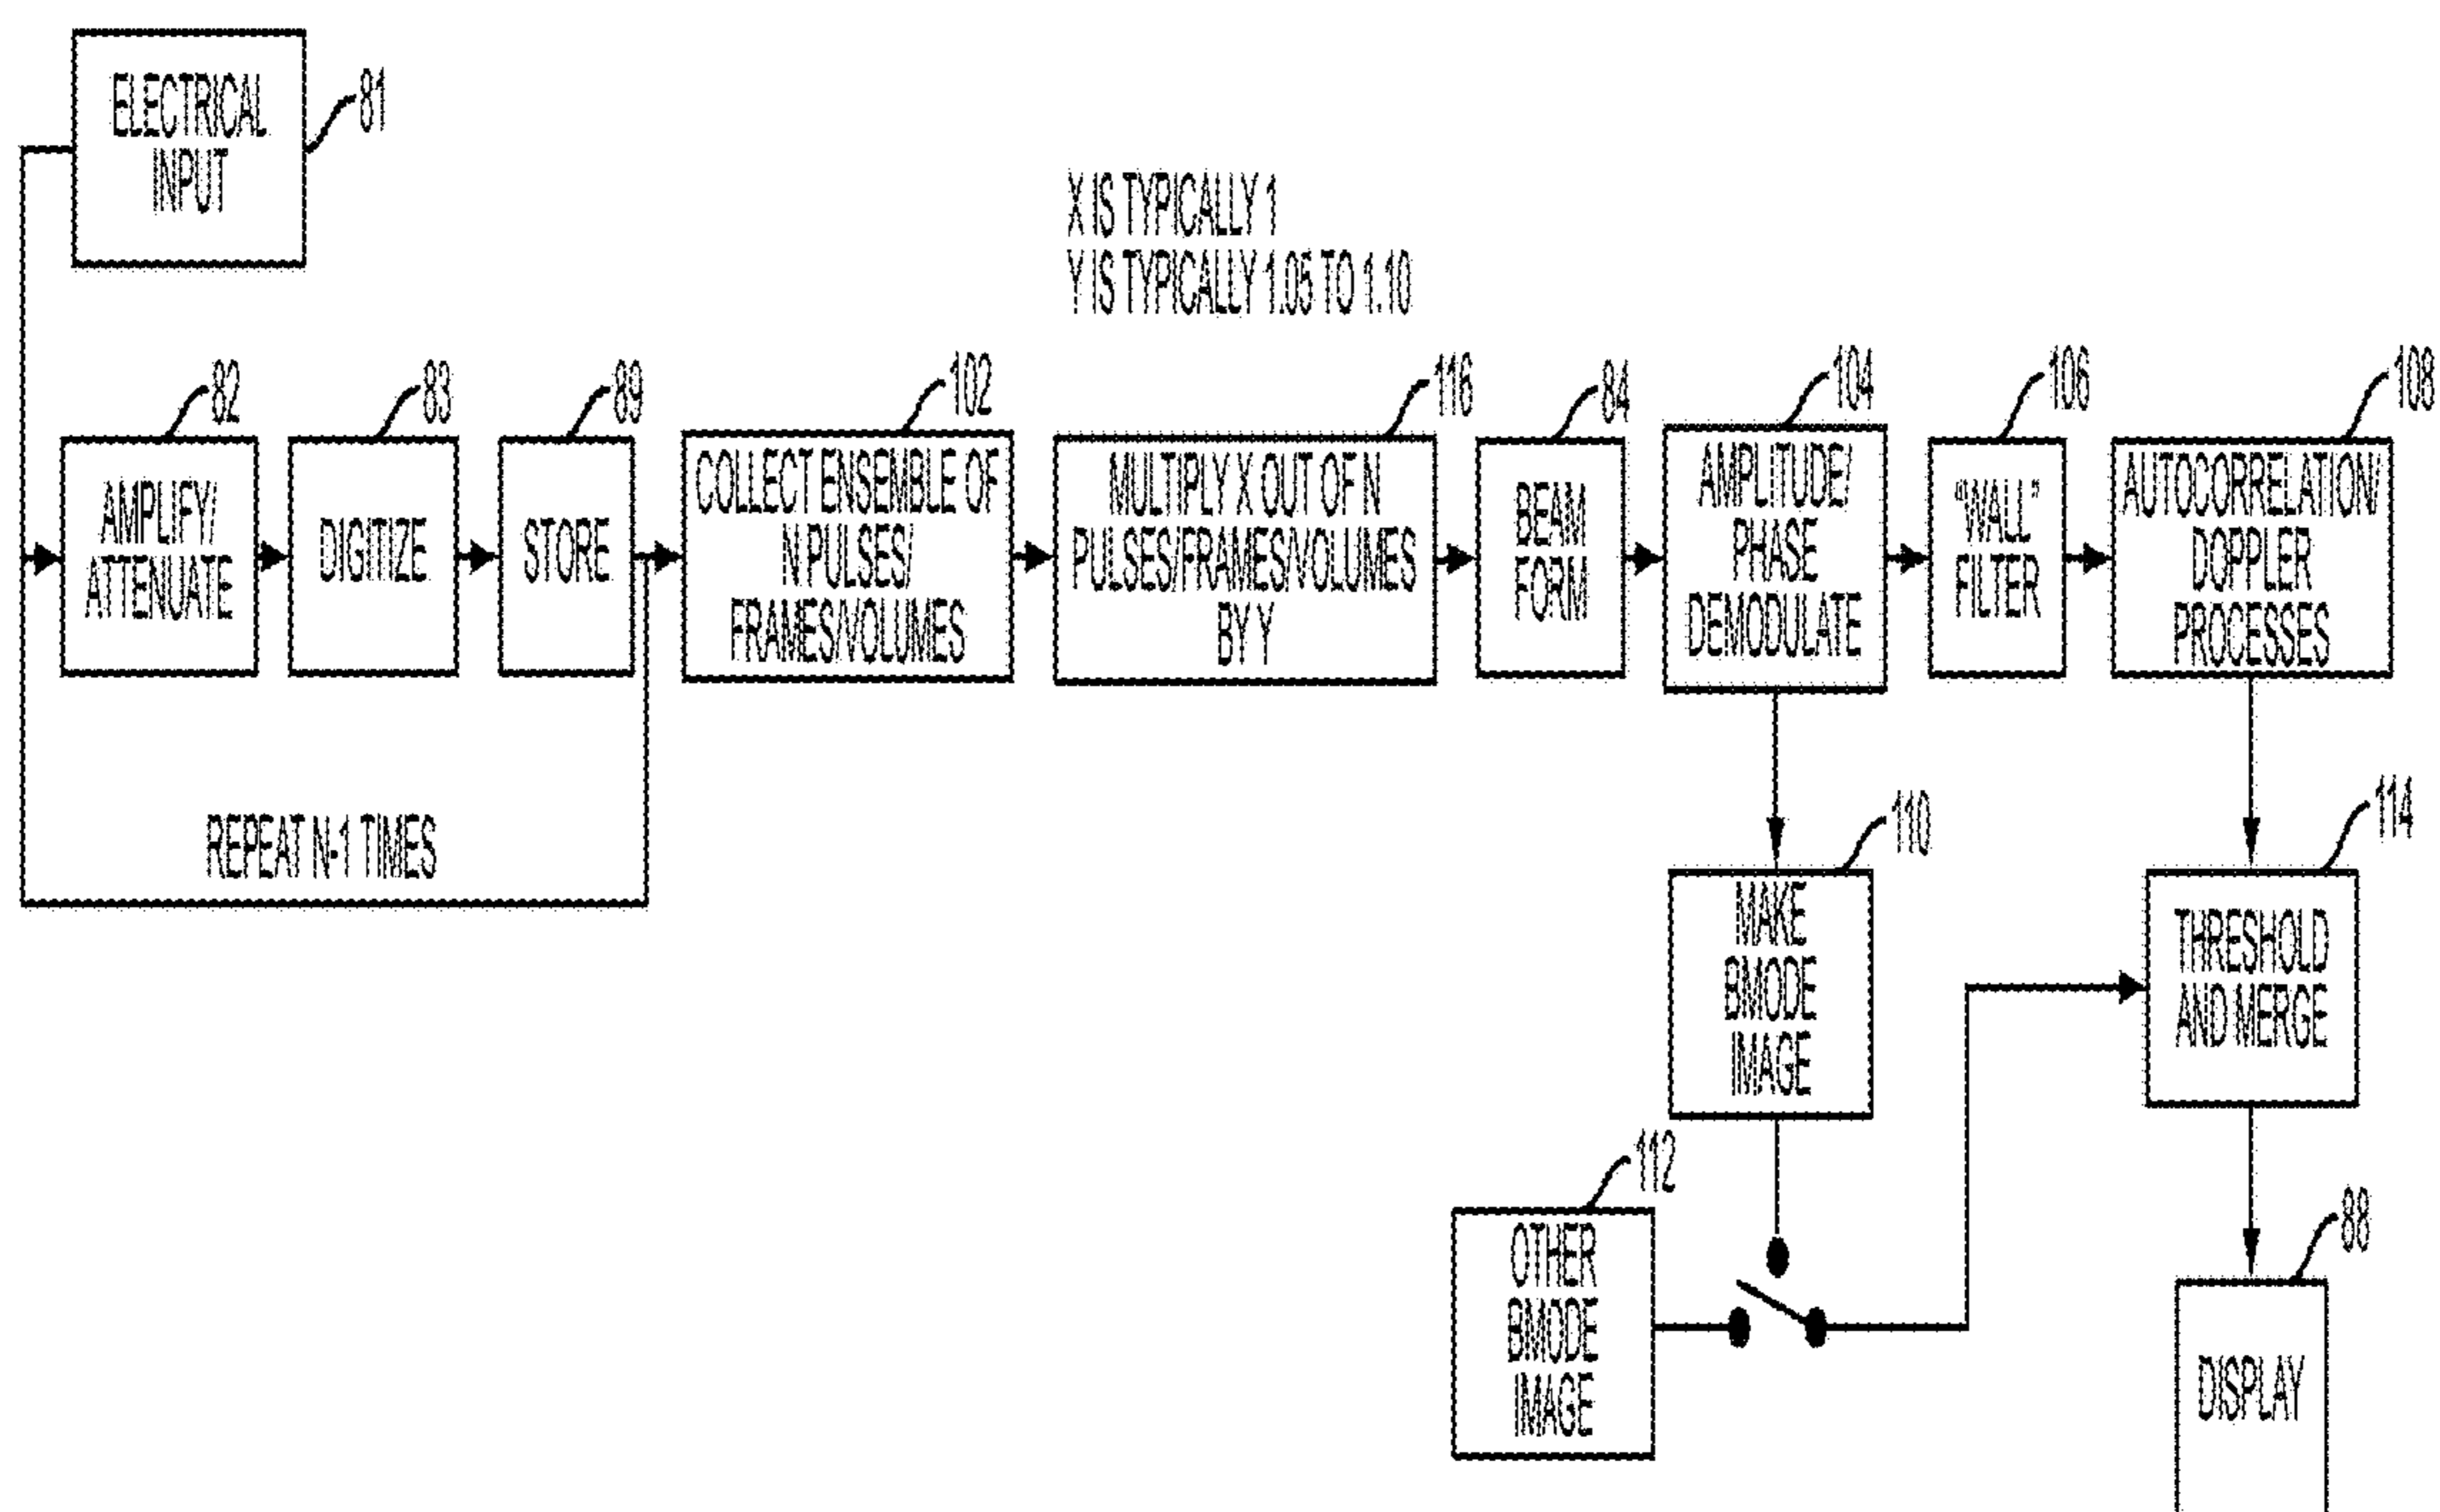 ELECTRICAL
INPUT
81
X IS TYPICALLY 1
Y IS TYPICALLY 1.05 TO 1.10
82
AMPLIFY/
ATTENUATE
83
DIGITIZE
89
STORE
102
COLLECT ENSEMBLE OF
N PULSES/
FRAMES/VOLUMES
116
MULTIPLY X OUT OF N
PULSES/FRAMES/VOLUMES
BY Y
84
BEAM
FORM
104
AMPLITUDE/
PHASE
DEMODULATE
106
"WALL"
FILTER
108
AUTOCORRELATION/
DOPPLER
PROCESSES
REPEAT N-1 TIMES
110
MAKE
BMODE
IMAGE
114
THRESHOLD
AND MERGE
112
OTHER
BMODE
IMAGE
88
DISPLAY